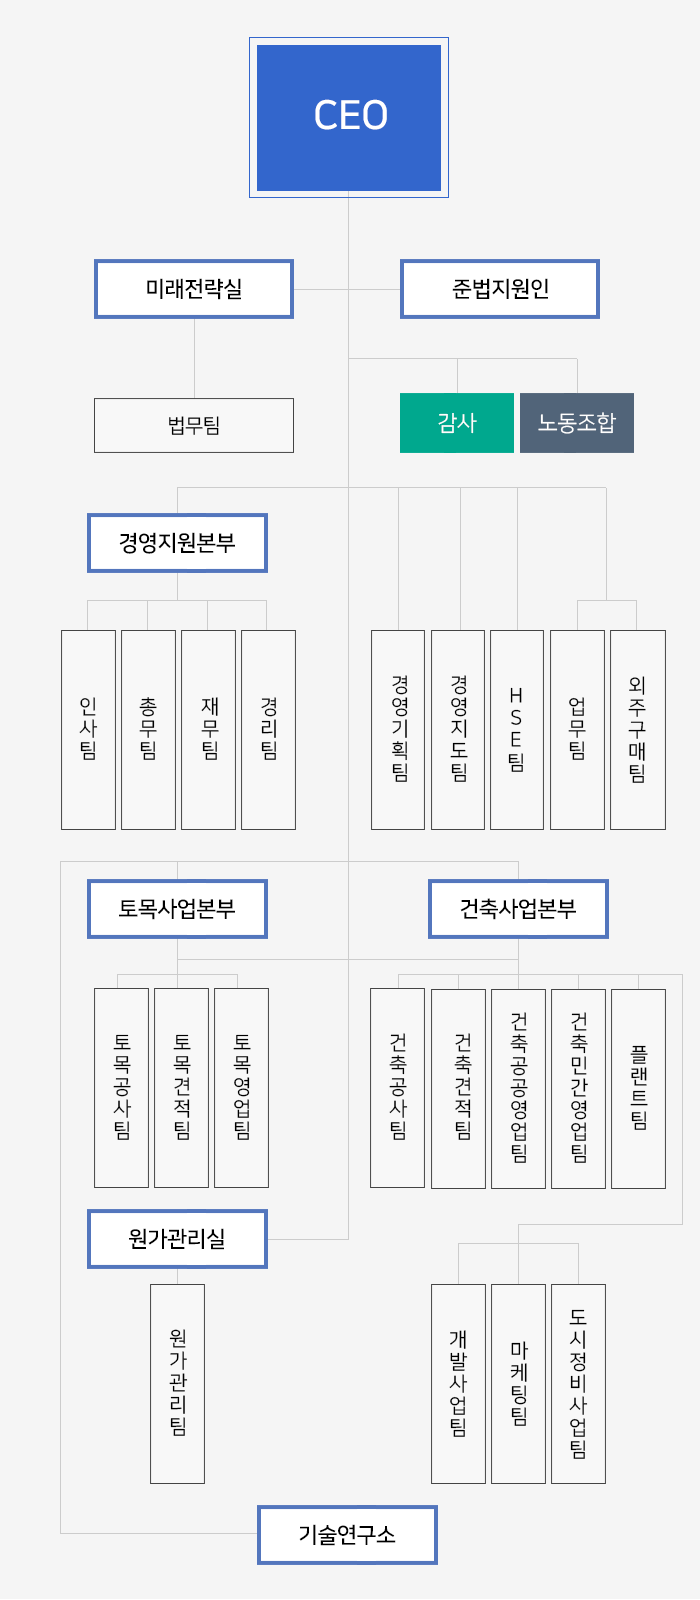 CEO
미래전략실
준법지원인
법무팀
감사
노동조합
경영지원본부
인사팀
총무팀
재무팀
경리팀
경영기획팀
경영지도팀
HSE팀
업무팀
외주구매팀
토목사업본부
건축사업본부
토목공사팀
토목견적팀
토목영업팀
건축공사팀
건축견적팀
건축공공영업팀
건축민간영업팀
플랜트팀
원가관리실
원가관리팀
개발사업팀
마케팅팀
도시정비사업팀
기술연구소